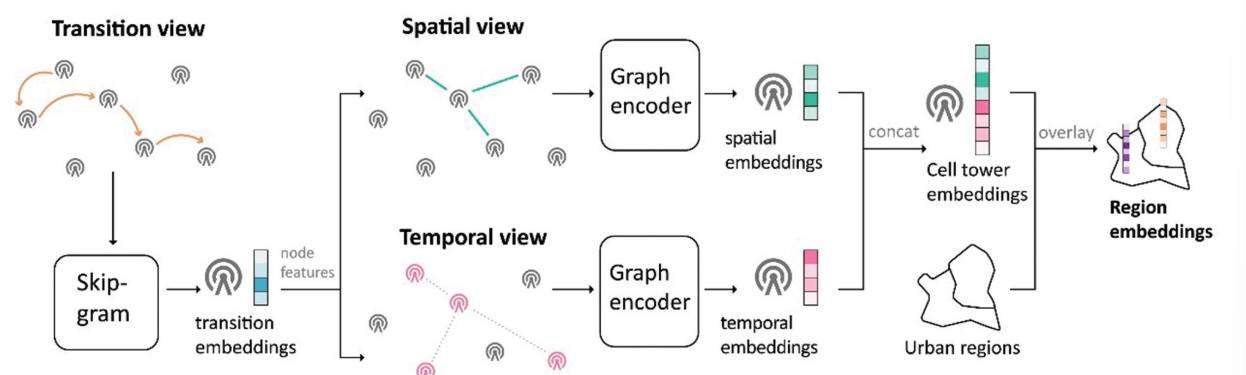 Transition view
Skip-
gram
transition
embeddings
node
features
Spatial view
Graph
encoder
spatial
embeddings
Temporal view
Graph
encoder
temporal
embeddings
concat
Cell tower
embeddings
Urban regions
overlay
Region
embeddings